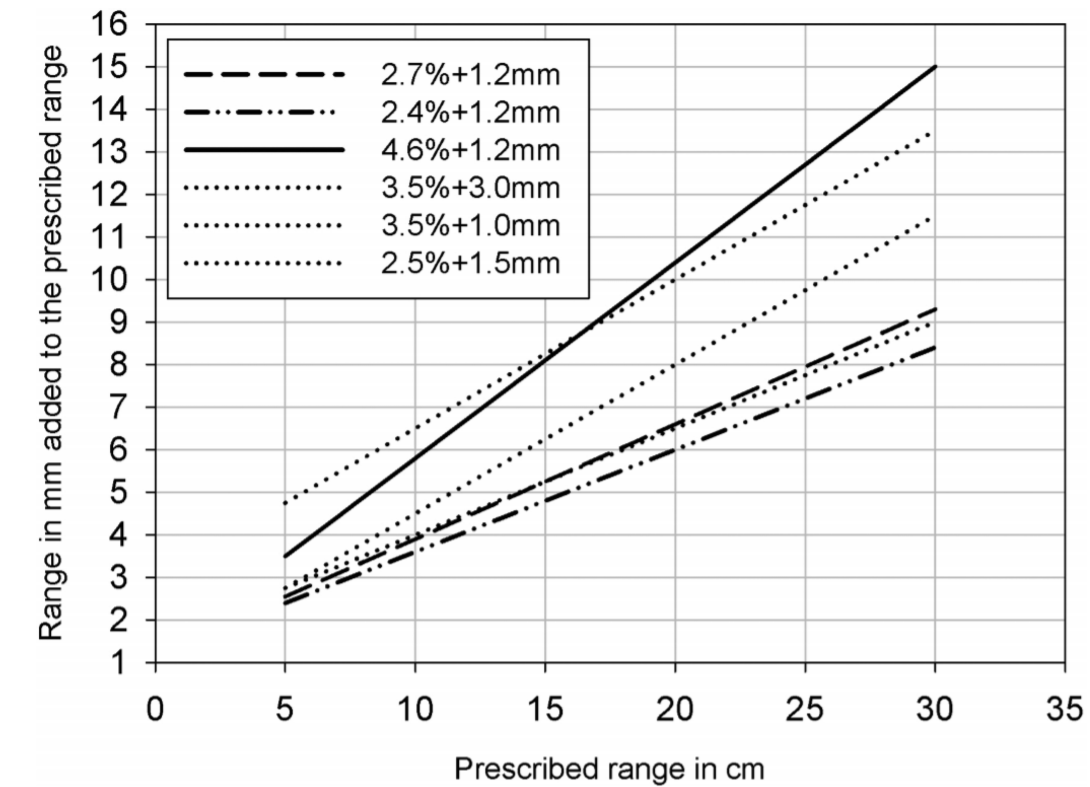 Range in mm added to the prescribed range
16
15
14
13
12
11
10
9
8
7
6
5
4
3
2
1
2.7%+1.2mm
2.4%+1.2mm
4.6%+1.2mm
3.5%+3.0mm
3.5%+1.0mm
2.5%+1.5mm
0 5 10 15 20 25 30 35
Prescribed range in cm